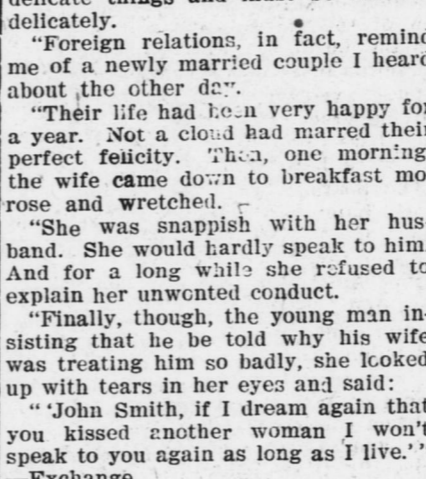 delicate things and must be
delicately.
"Foreign relations, in fact, remind
me of a newly married couple I heard
about the other day.
"Their life had been very happy for
a year. Not a cloud had marred their
perfect felicity. Then, one morning
the wife came down to breakfast mo
rose and wretched.
"She was snappish with her hus
band. She would hardly speak to him
And for a long while she refused to
explain her unwonted conduct.
"Finally, though, the young man in
sisting that he be told why his wife
was treating him so badly, she looked
up with tears in her eyes and said:
" 'John Smith, if I dream again that
you kissed another woman I won't
speak to you again as long as I live.' "
—Exchange